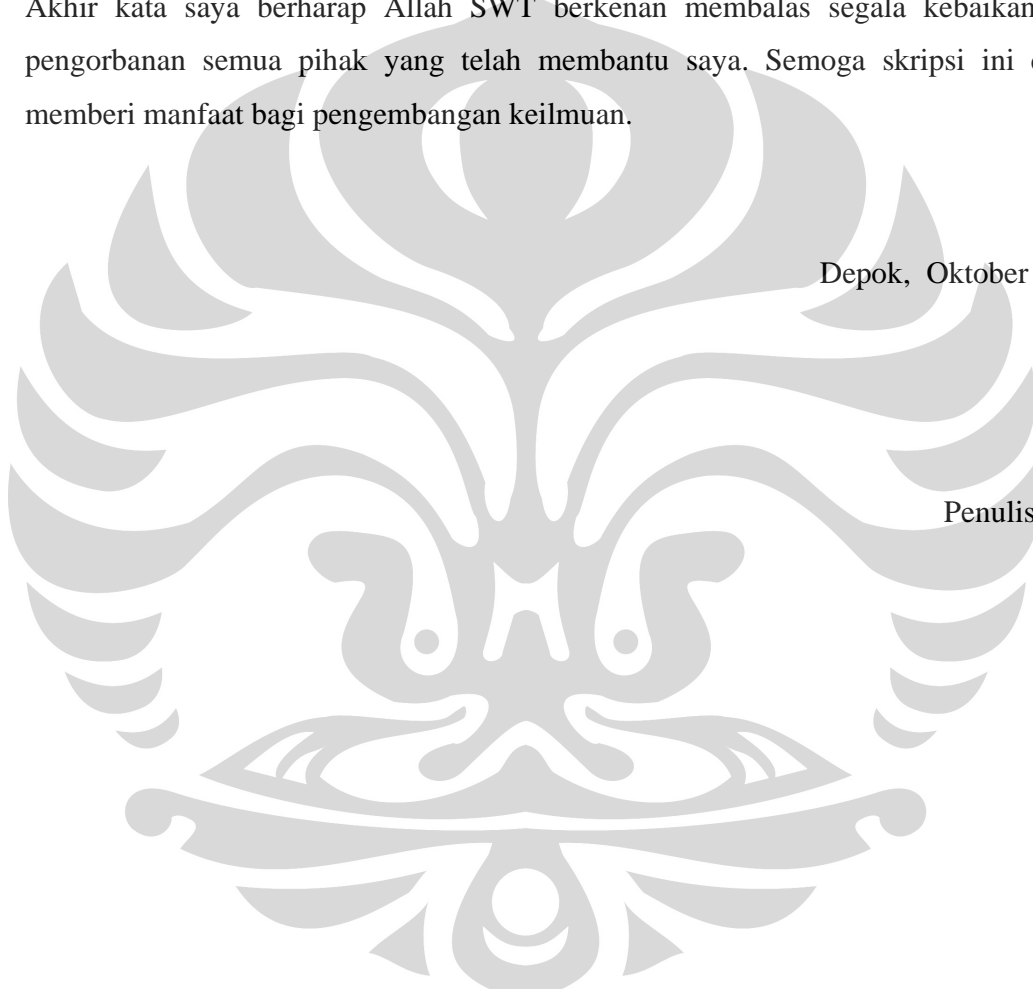 Akhir kata saya berharap Allah SWT berkenan membalas segala kebaikan
pengorbanan semua pihak yang telah membantu saya. Semoga skripsi ini
memberi manfaat bagi pengembangan keilmuan.
Depok, Oktober
Penulis